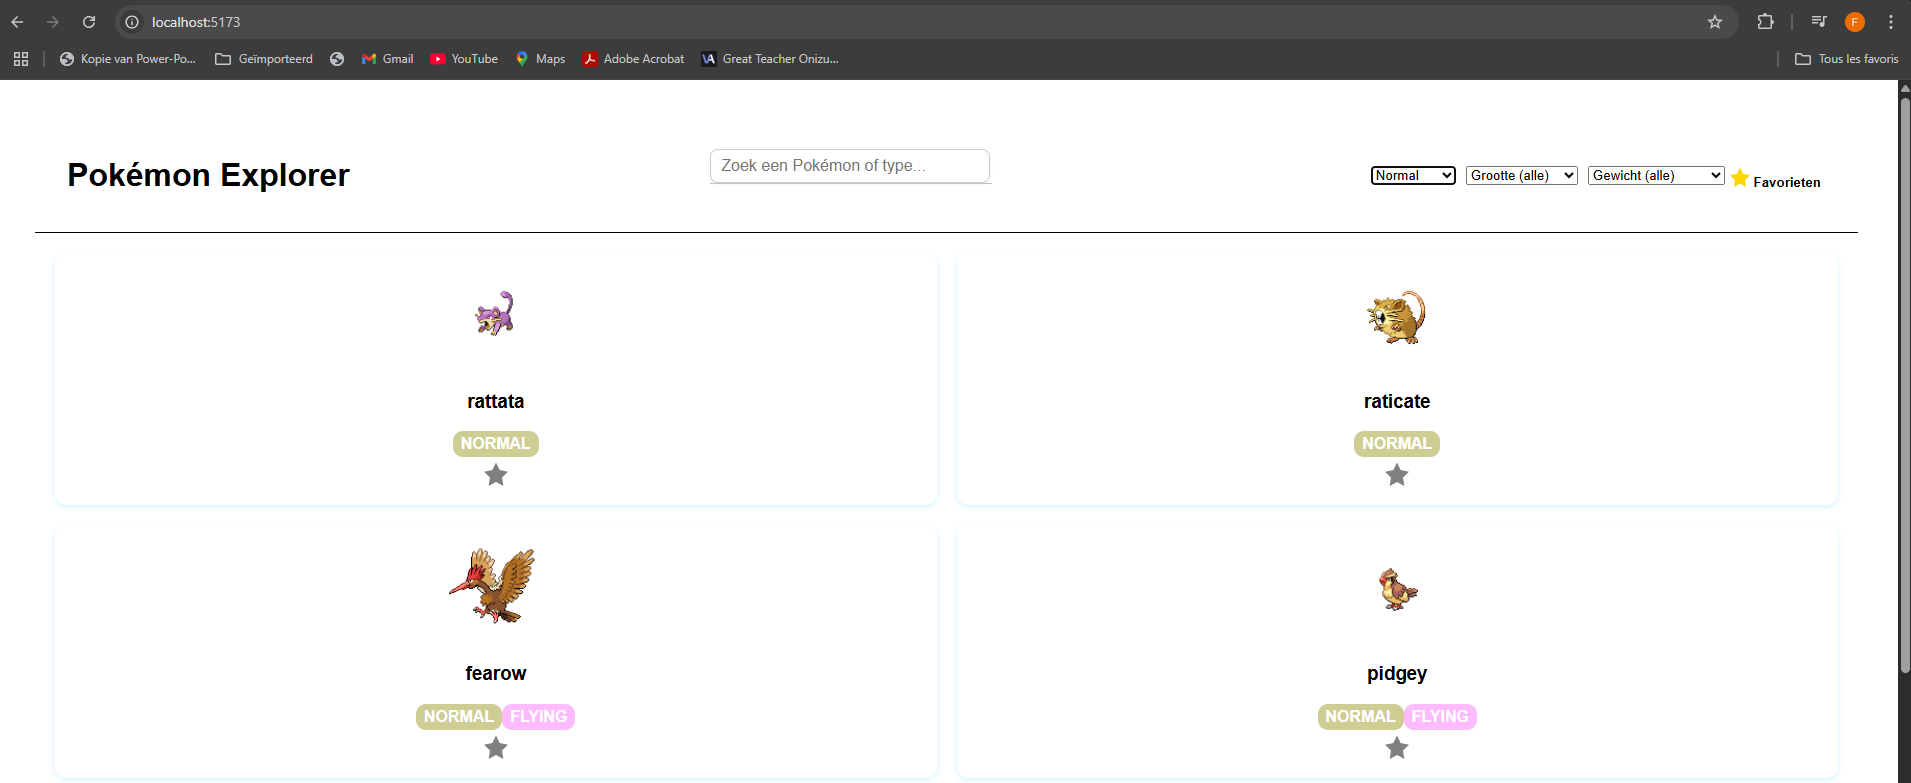 localhost:5173
F
Kopie van Power-Po...
Geïmporteerd
Gmail
YouTube
Maps
Adobe Acrobat
VA
Great Teacher Onizu...
Tous les favoris
Pokémon Explorer
Zoek een Pokémon of type...
Normal
Grootte (alle)
Gewicht (alle)
Favorieten
rattata
NORMAL
raticate
NORMAL
fearow
NORMAL FLYING
pidgey
NORMAL FLYING